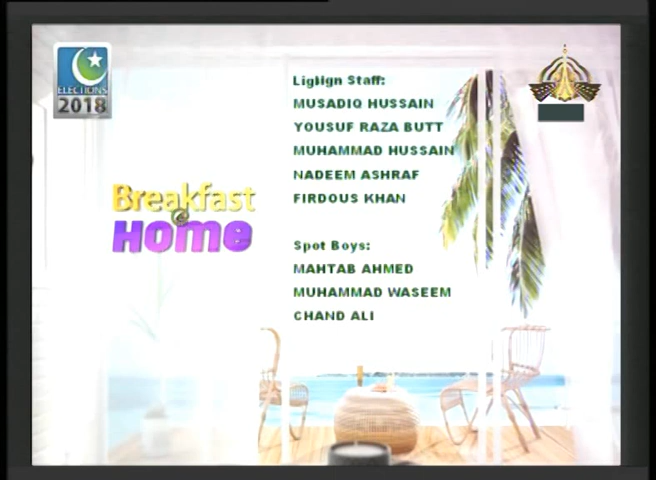 ELECTIONS
2018
Breakfast
@
Home
Lighign Staff:
MUSADIQ HUSSAIN
YOUSUF RAZA BUTT
MUHAMMAD HUSSAIN
NADEEM ASHRAF
FIRDOUS KHAN
Spot Boys:
MAHTAB AHMED
MUHAMMAD WASEEM
CHAND ALI